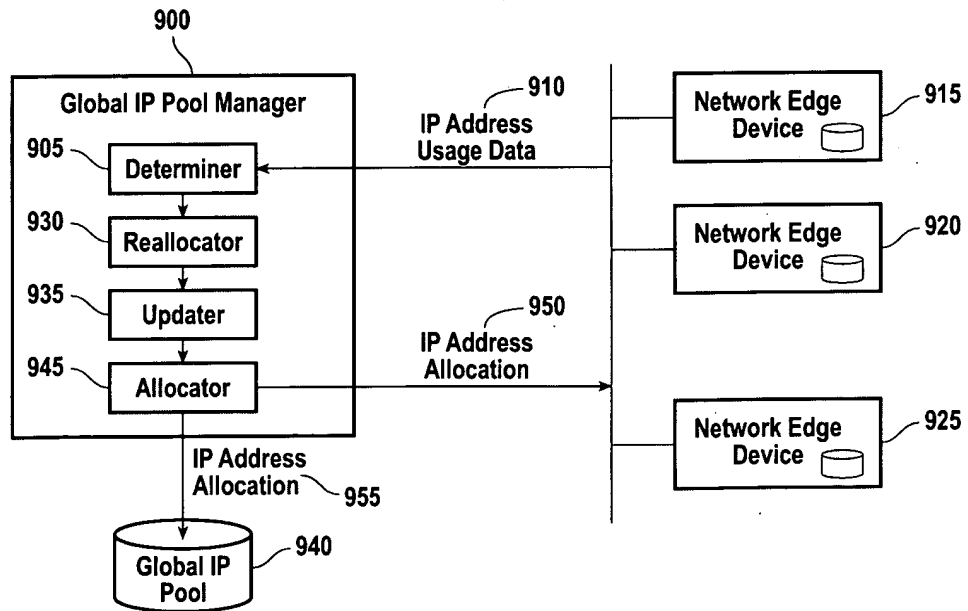 900
Global IP Pool Manager
905
Determiner
930
Reallocator
935
Updater
945
Allocator
910
IP Address
Usage Data
950
IP Address
Allocation
IP Address
Allocation
955
940
Global IP
Pool
Network Edge
Device
915
Network Edge
Device
920
Network Edge
Device
925